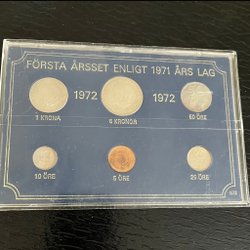 FÖRSTA ÅRSSET ENLIGT 1971 ÅRS LAG
1972 1972
1 KRONA 5 KRONOR 50 ÖRE
10 ÖRE 5 ÖRE 25 ÖRE